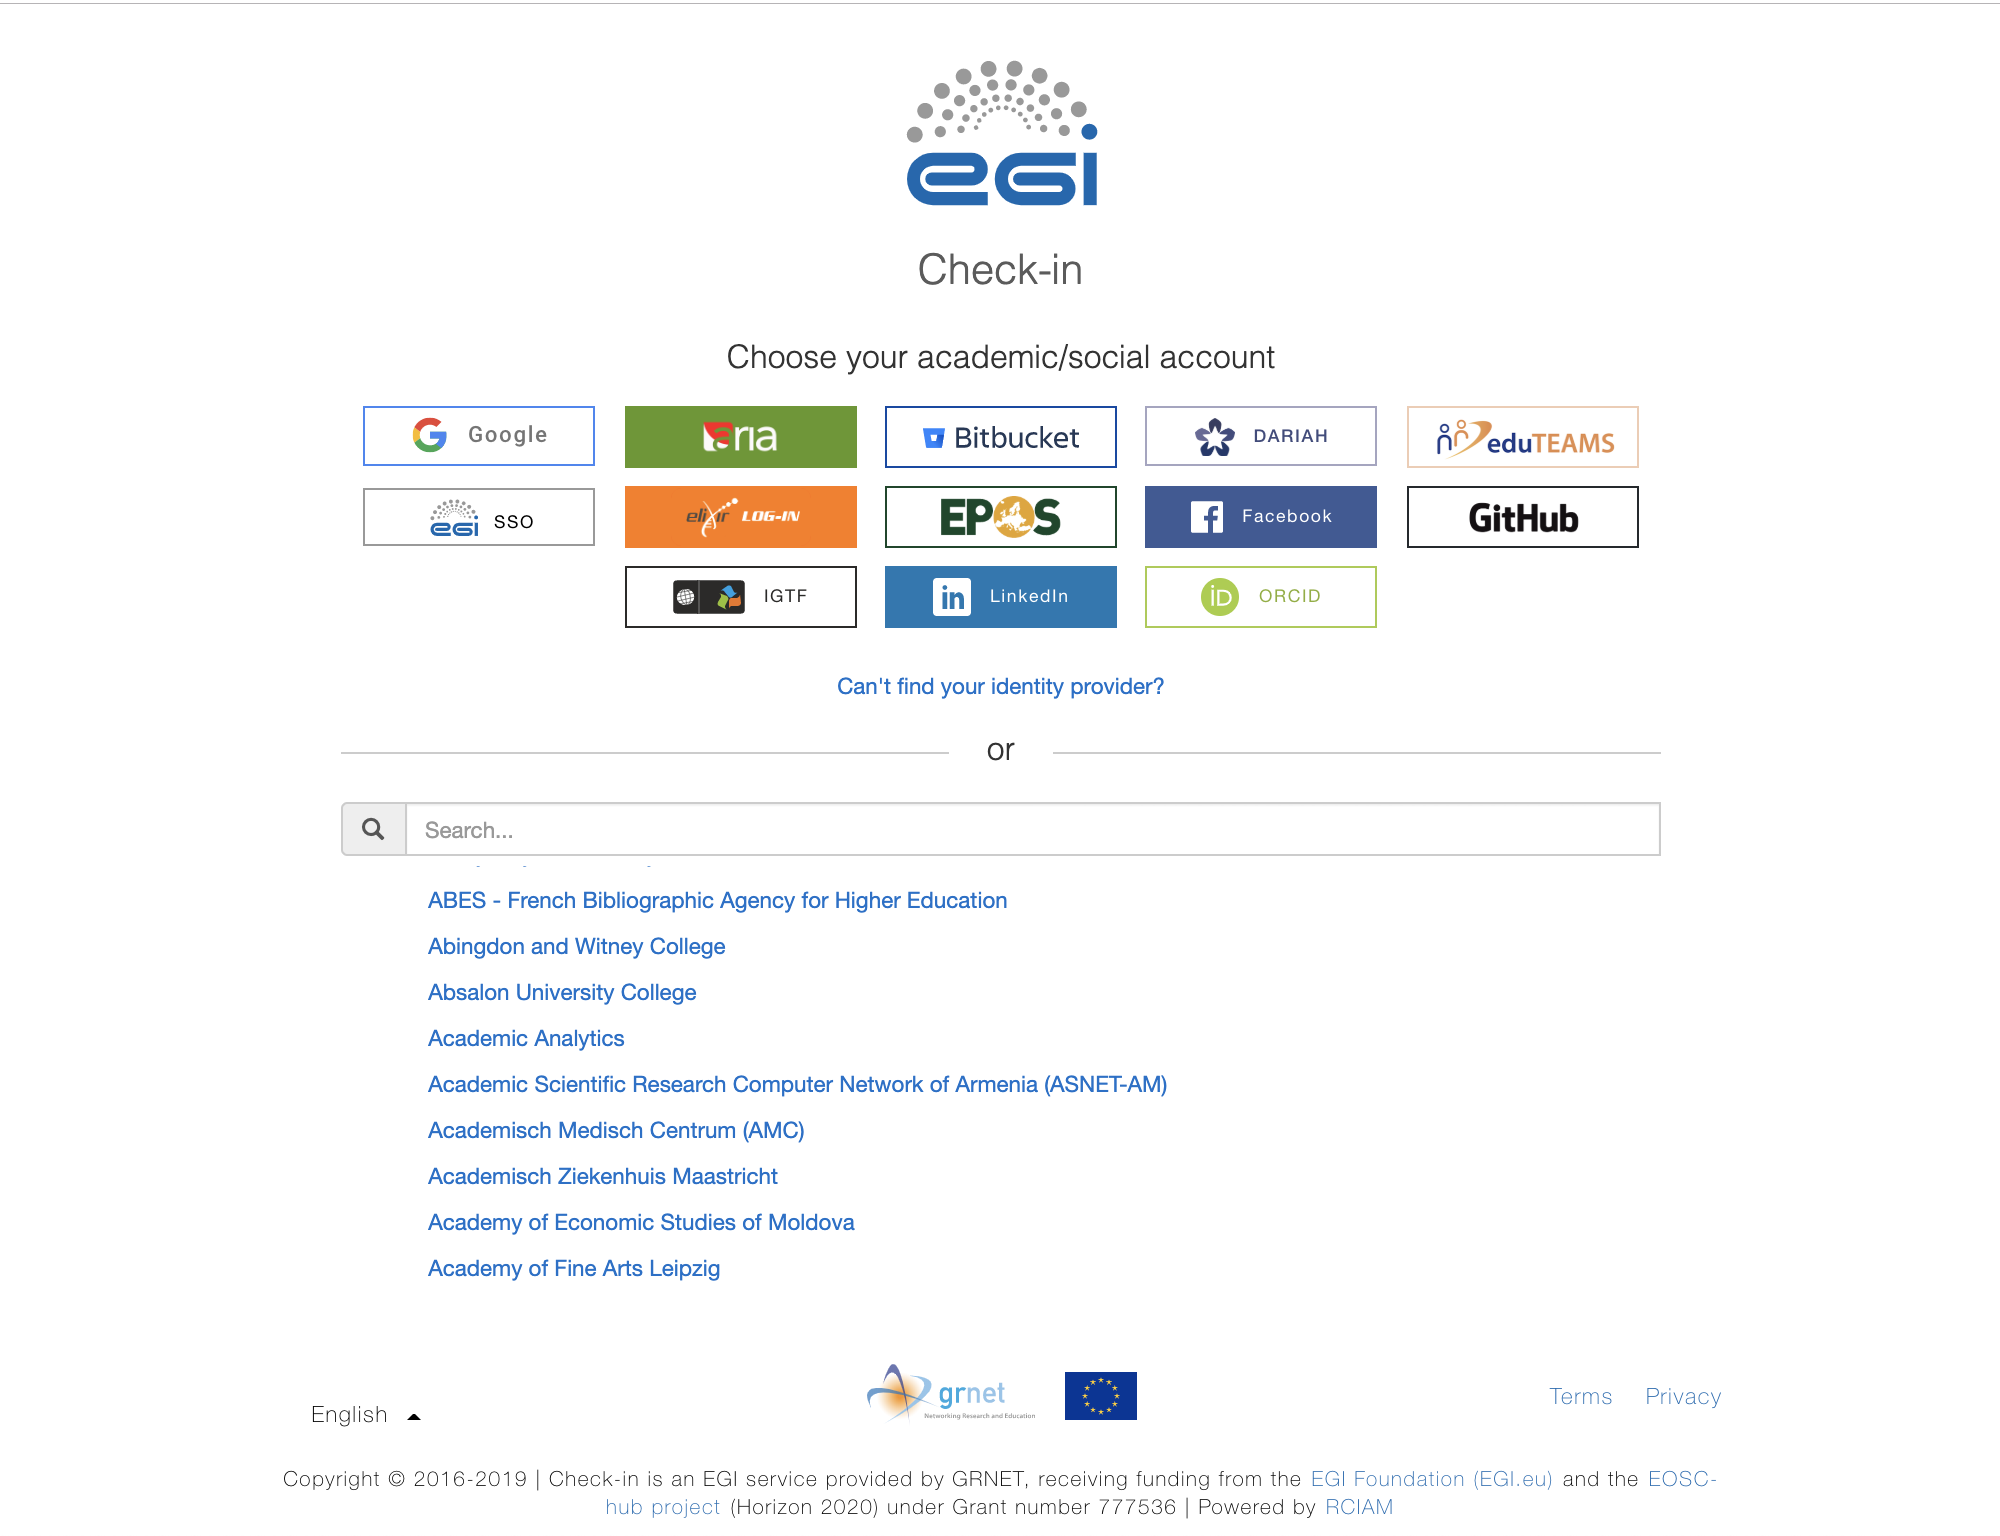 egi
Check-in
Choose your academic/social account
Google
aria
Bitbucket
DARIAH
eduTEAMS
egi SSO
elixir LOG-IN
EPOS
Facebook
GitHub
IGTF
in LinkedIn
iD ORCID
Can't find your identity provider?
or
Search...
ABES - French Bibliographic Agency for Higher Education
Abingdon and Witney College
Absalon University College
Academic Analytics
Academic Scientific Research Computer Network of Armenia (ASNET-AM)
Academisch Medisch Centrum (AMC)
Academisch Ziekenhuis Maastricht
Academy of Economic Studies of Moldova
Academy of Fine Arts Leipzig
English
grnet
Networking Research and Education
Terms Privacy
Copyright © 2016-2019 | Check-in is an EGI service provided by GRNET, receiving funding from the EGI Foundation (EGI.eu) and the EOSC-
hub project (Horizon 2020) under Grant number 777536 | Powered by RCIAM